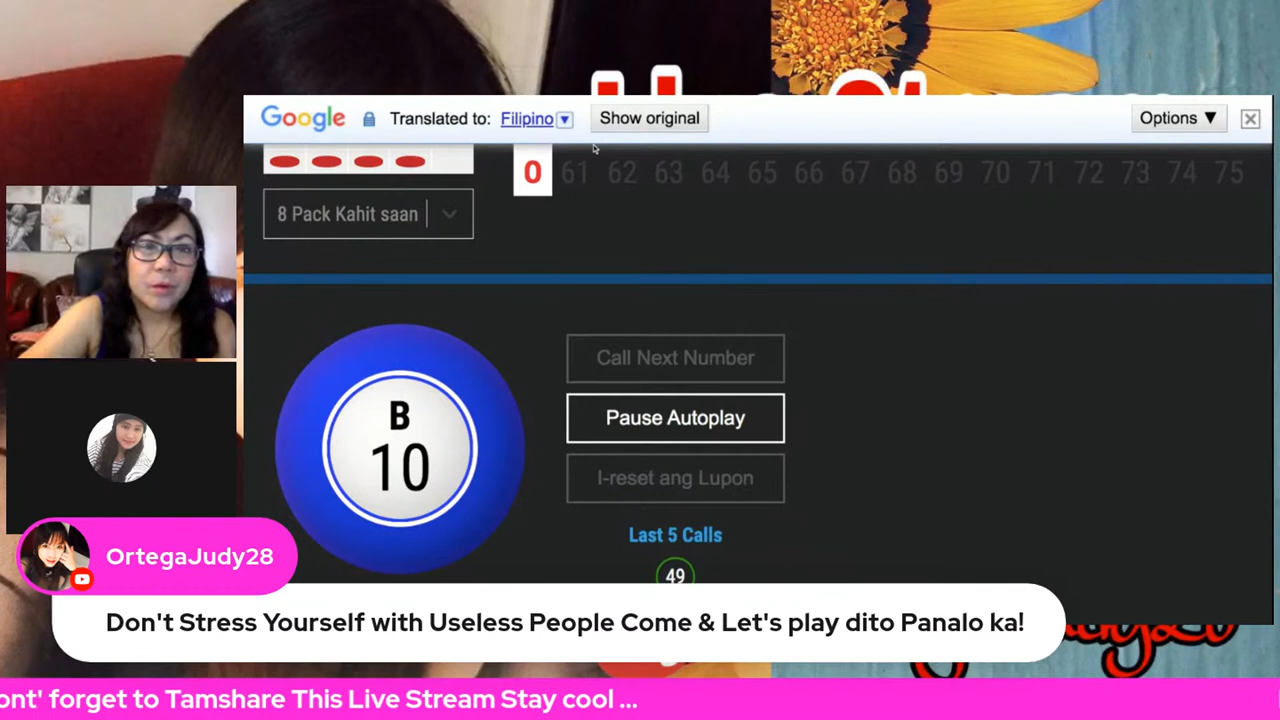 Google Translated to: Filipino ▼ Show original Options ▼
0 61 62 63 64 65 66 67 68 69 70 71 72 73 74 75
8 Pack Kahit saan
B
10
Call Next Number
Pause Autoplay
I-reset ang Lupon
Last 5 Calls
49
OrtegaJudy28
Don't Stress Yourself with Useless People Come & Let's play dito Panalo ka!
ont' forget to Tamshare This Live Stream Stay cool ...